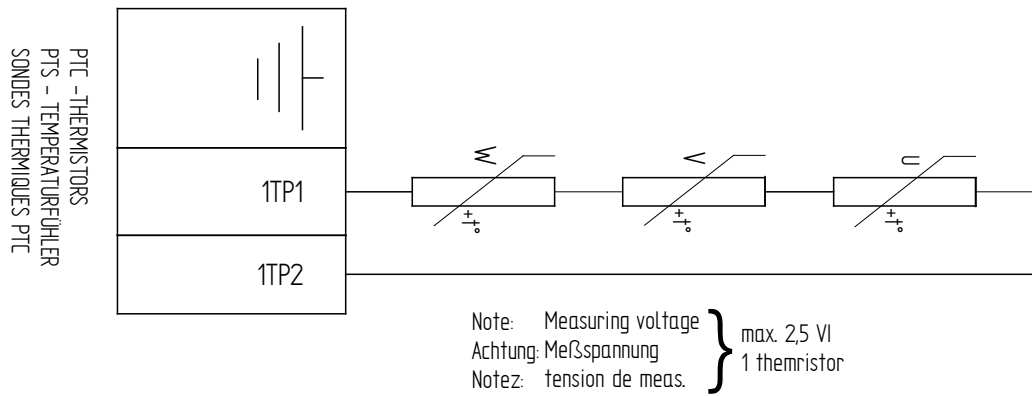 PTC -THERMISTORS
PTS - TEMPERATURFÜHLER
SONDES THERMIQUES PTC
1TP1
W
V
U
+t°
+t°
+t°
1TP2
Note: Measuring voltage
Achtung: Meßspannung
Notez: tension de meas.
max. 2,5 VI
1 themristor